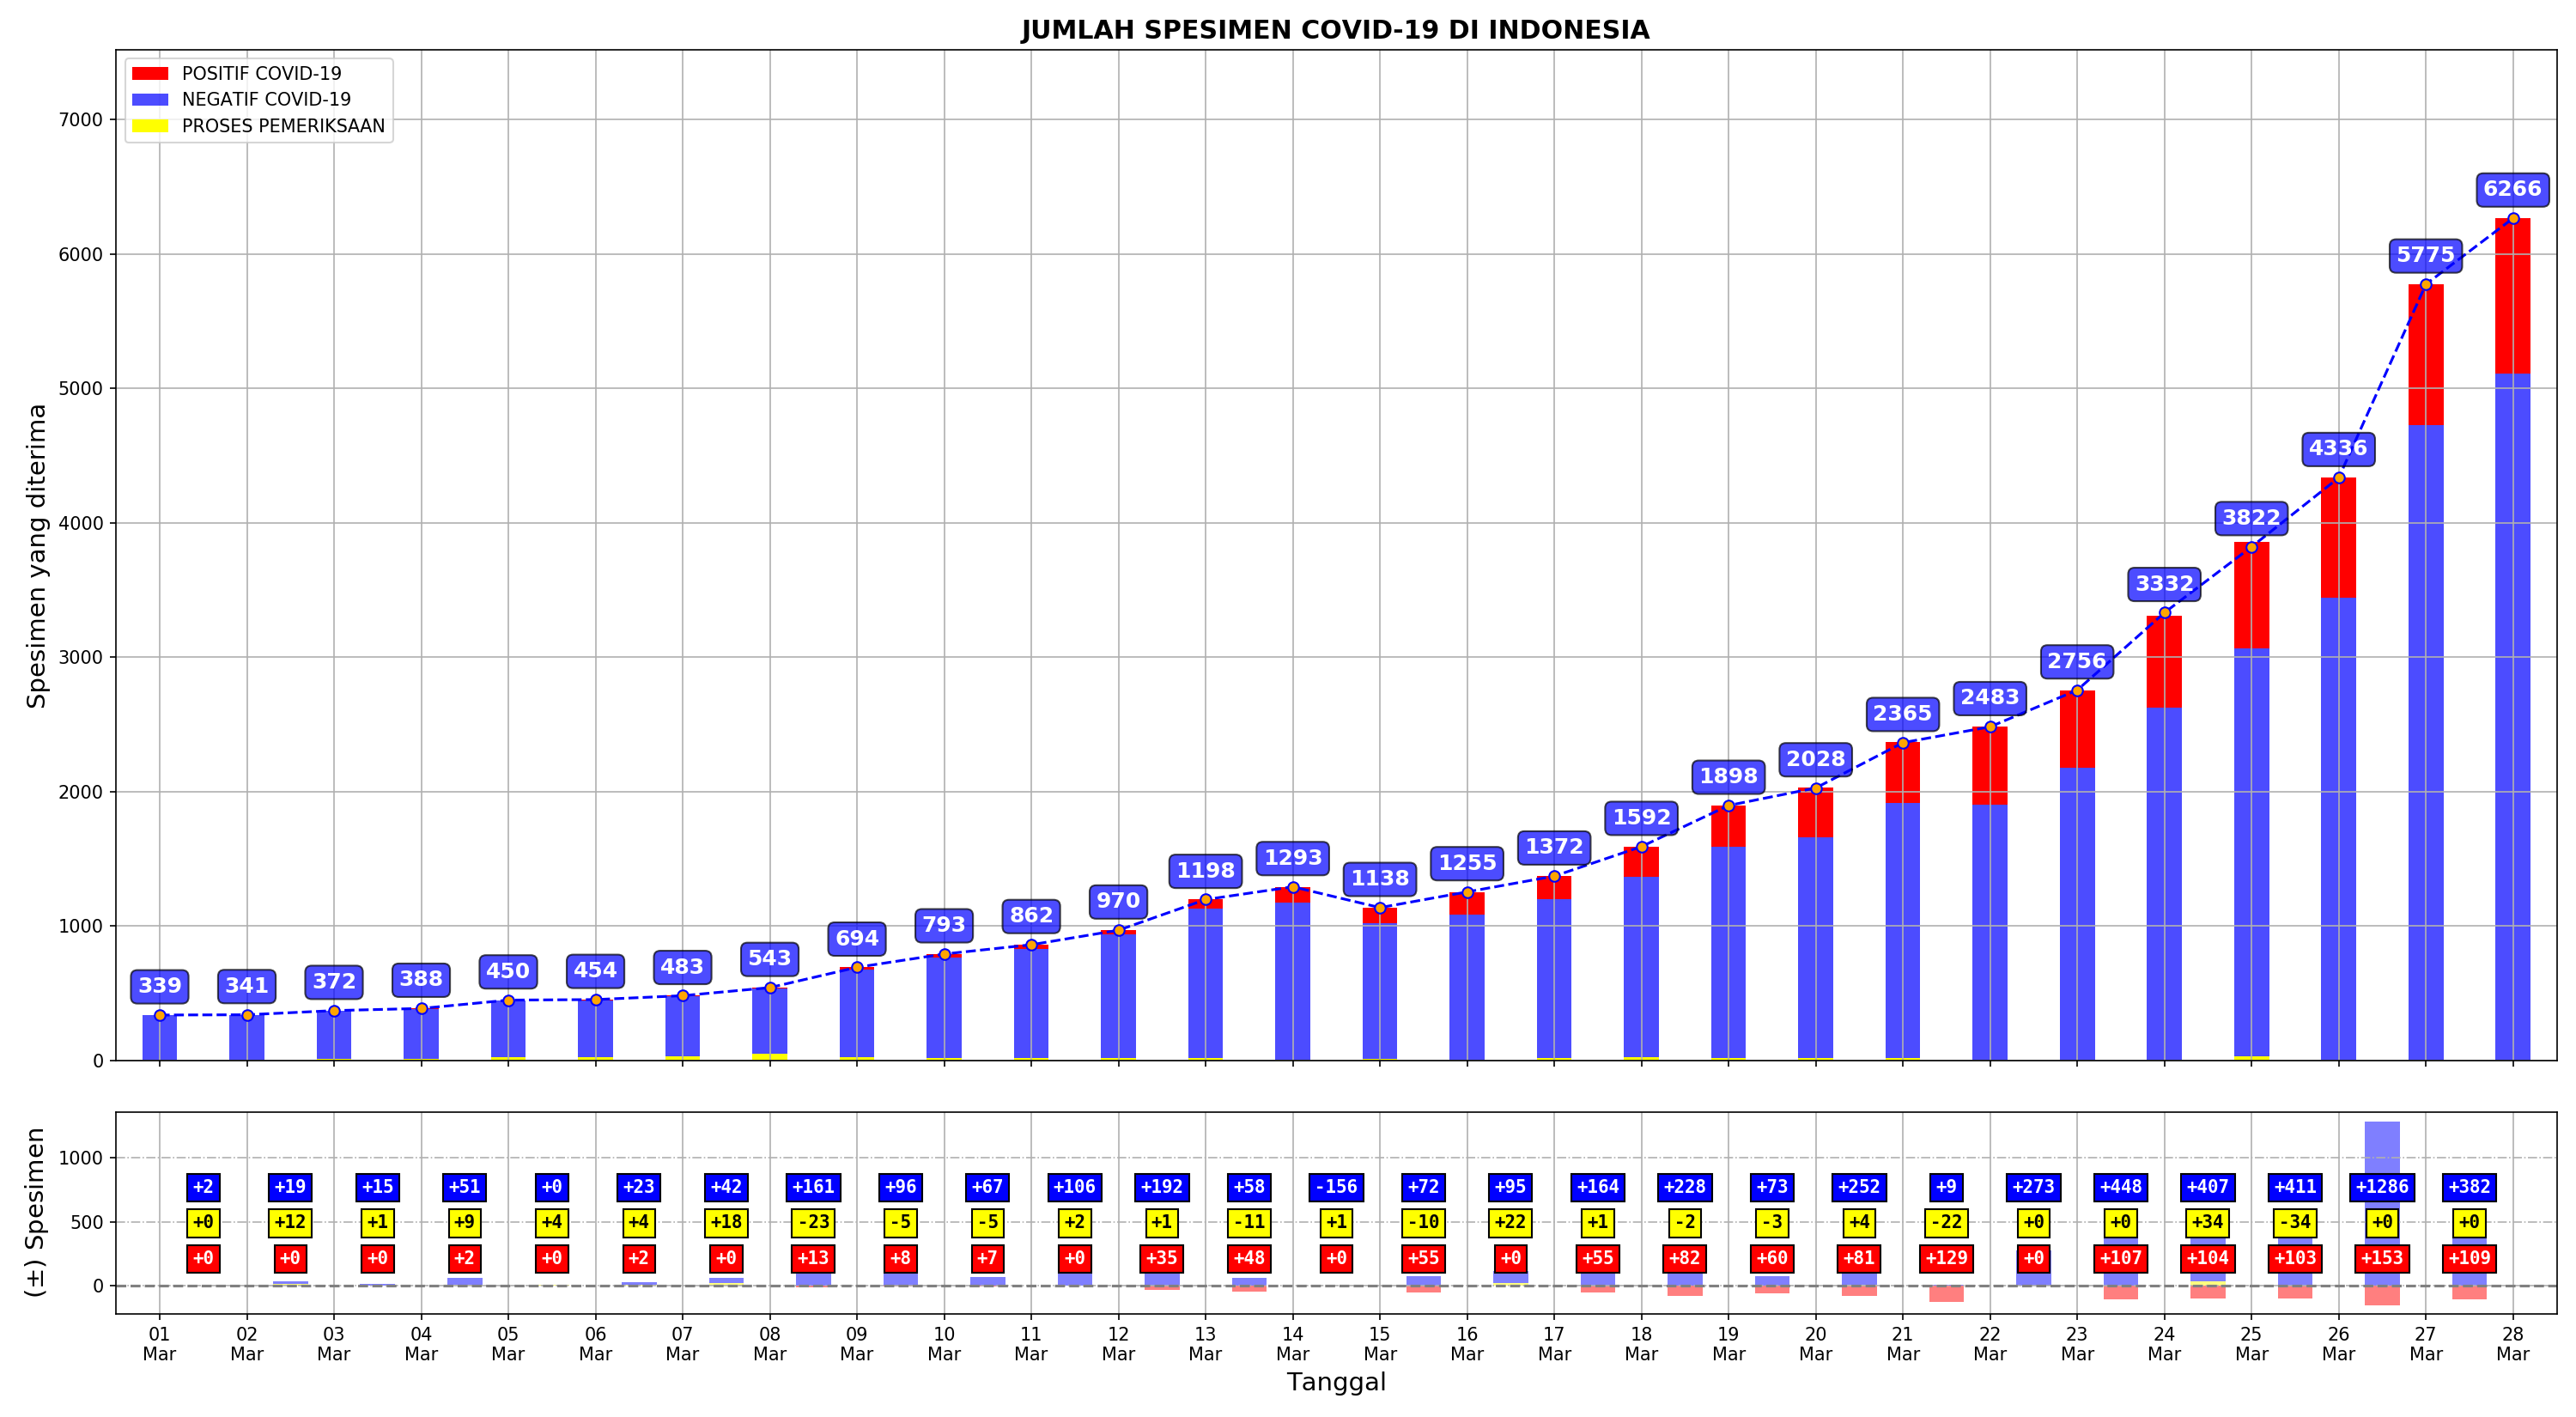 JUMLAH SPESIMEN COVID-19 DI INDONESIA
POSITIF COVID-19
NEGATIF COVID-19
PROSES PEMERIKSAAN
Spesimen yang diterima
7000
6000
5000
4000
3000
2000
1000
0
339 341 372 388 450 454 483 543 694 793 862 970 1198 1293 1138 1255 1372 1592 1898 2028 2365 2483 2756 3332 3822 4336 5775 6266
(±) Spesimen
1000
500
0
+2 +19 +15 +51 +0 +23 +42 +161 +96 +67 +106 +192 +58 -156 +72 +95 +164 +228 +73 +252 +9 +273 +448 +407 +411 +1286 +382
+0 +12 +1 +9 +4 +4 +18 -23 -5 -5 +2 +1 -11 +1 -10 +22 +1 -2 -3 +4 -22 +0 +0 +34 -34 +0 +0
+0 +0 +0 +2 +0 +2 +0 +13 +8 +7 +0 +35 +48 +0 +55 +0 +55 +82 +60 +81 +129 +0 +107 +104 +103 +153 +109
01 02 03 04 05 06 07 08 09 10 11 12 13 14 15 16 17 18 19 20 21 22 23 24 25 26 27 28
Mar Mar Mar Mar Mar Mar Mar Mar Mar Mar Mar Mar Mar Mar Mar Mar Mar Mar Mar Mar Mar Mar Mar Mar Mar Mar Mar Mar
Tanggal